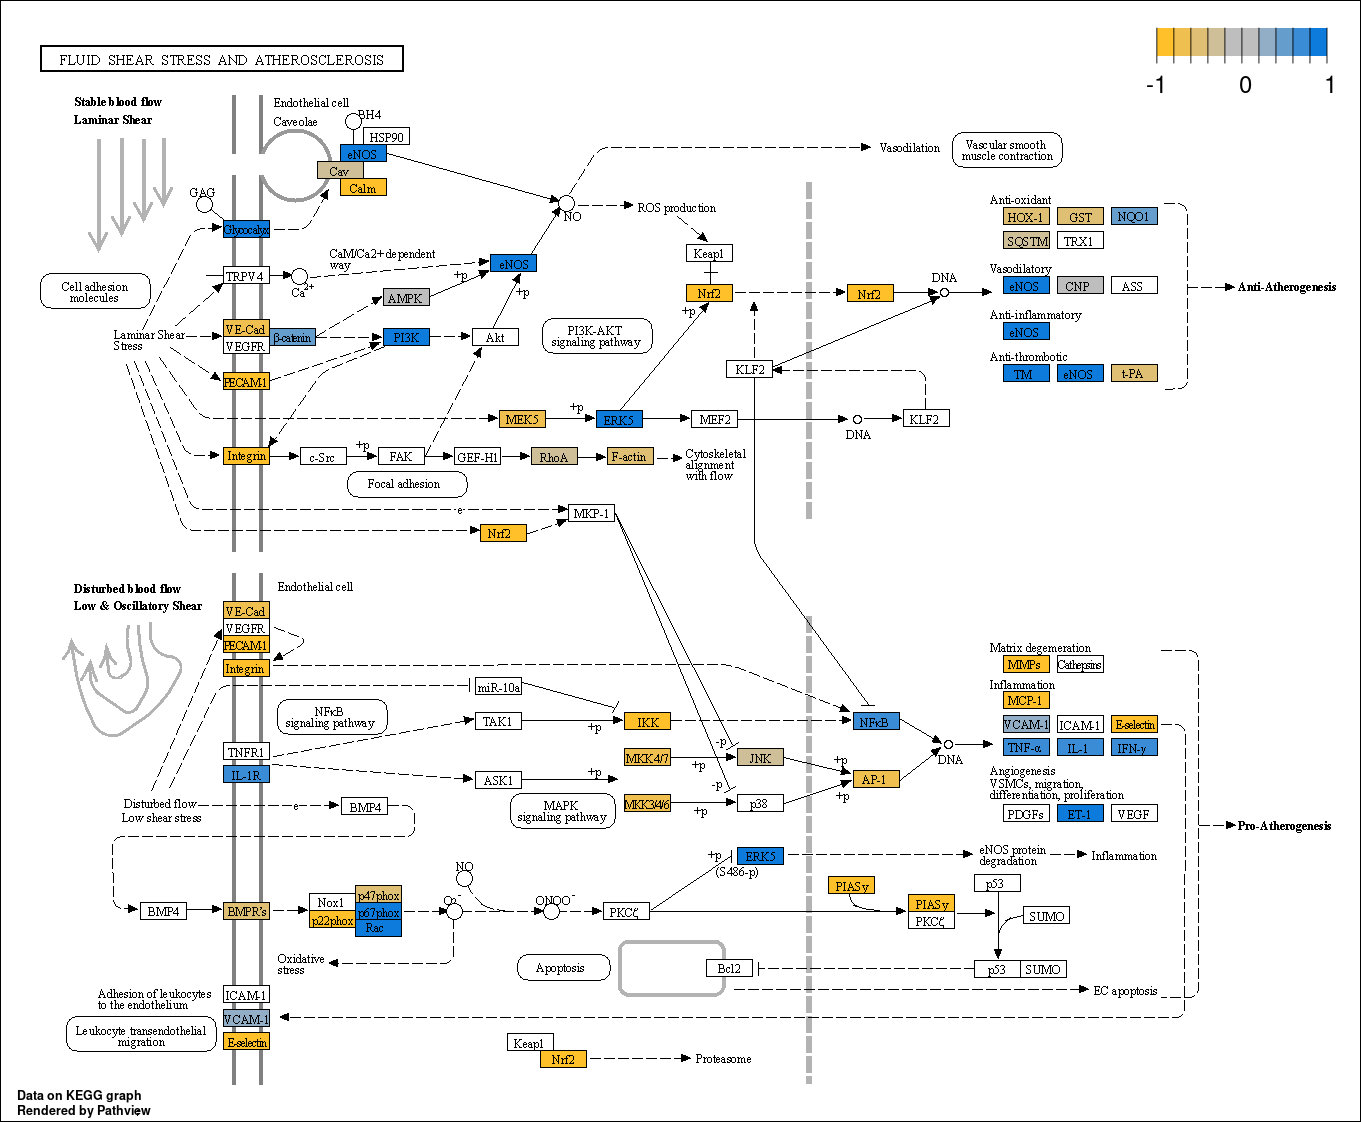 FLUID SHEAR STRESS AND ATHEROSCLEROSIS
-1 0 1
Stable blood flow
Laminar Shear
Endothelial cell
Caveolae
BH4
HSP90
eNOS
Cav
Calm
GAG
Glycocalyx
NO
Vasodilation
Vascular smooth
muscle contraction
ROS production
Keap1
Nrf2
+p
Cell adhesion
molecules
TRPV4
Ca2+
CaM/Ca2+ dependent
way
eNOS
+p
+p
AMPK
Laminar Shear
Stress
VE-Cad
VEGFR
β-catenin
PI3K
Akt
PI3K-AKT
signaling pathway
PECAM-1
MEK5
+p
ERK5
MEF2
KLF2
Nrf2
DNA
DNA
KLF2
Integrin
c-Src
+p
FAK
GEF-H1
RhoA
F-actin
Cytoskeletal
alignment
with flow
Focal adhesion
e
MKP-1
Nrf2
Anti-oxidant
HOX-1 GST NQO1
SQSTM TRX1
Vasodilatory
eNOS CNP ASS
Anti-inflammatory
eNOS
Anti-thrombotic
TM eNOS t-PA
Anti-Atherogenesis
Disturbed blood flow
Low & Oscillatory Shear
Endothelial cell
VE-Cad
VEGFR
PECAM-1
Integrin
miR-10a
NFκB
signaling pathway
TAK1
+p
IKK
NFκB
TNFR1
IL-1R
ASK1
+p
MKK4/7
+p
-p
JNK
+p
MAPK
signaling pathway
MKK3/4/6
+p
-p
p38
+p
AP-1
DNA
Disturbed flow
Low shear stress
e
BMP4
Matrix degeneration
MMPs Cathepsins
Inflammation
MCP-1
VCAM-1 ICAM-1 E-selectin
TNF-α IL-1 IFN-γ
Angiogenesis
VSMCs, migration,
differentiation, proliferation
PDGFs ET-1 VEGF
Pro-Atherogenesis
BMP4
BMPR's
Nox1
p47phox
p22phox
p67phox
Rac
NO
O2-
ONOO-
PKCζ
+p
(S486-p)
ERK5
eNOS protein
degradation
Inflammation
PIASy
PIASy
PKCζ
p53
SUMO
p53 SUMO
Oxidative
stress
Apoptosis
Bcl2
EC apoptosis
Adhesion of leukocytes
to the endothelium
ICAM-1
VCAM-1
E-selectin
Leukocyte transendothelial
migration
Keap1
Nrf2
Proteasome
Data on KEGG graph
Rendered by Pathview